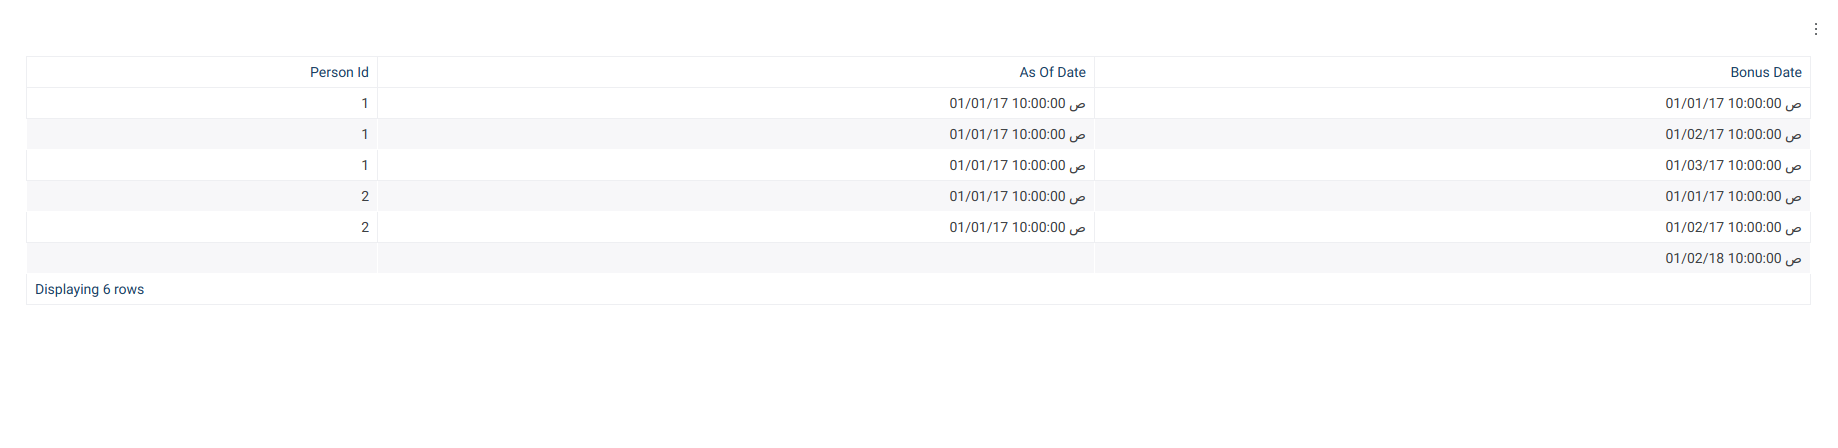 Person Id As Of Date Bonus Date
1 01/01/17 10:00:00 ص 01/01/17 10:00:00 ص
1 01/01/17 10:00:00 ص 01/02/17 10:00:00 ص
1 01/01/17 10:00:00 ص 01/03/17 10:00:00 ص
2 01/01/17 10:00:00 ص 01/01/17 10:00:00 ص
2 01/01/17 10:00:00 ص 01/02/17 10:00:00 ص
01/02/18 10:00:00 ص
Displaying 6 rows